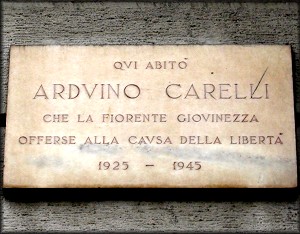 QVI ABITÒ
ARDVINO CARELLI
CHE LA FIORENTE GIOVINEZZA
OFFERSE ALLA CAVSA DELLA LIBERTÀ
1925 - 1945